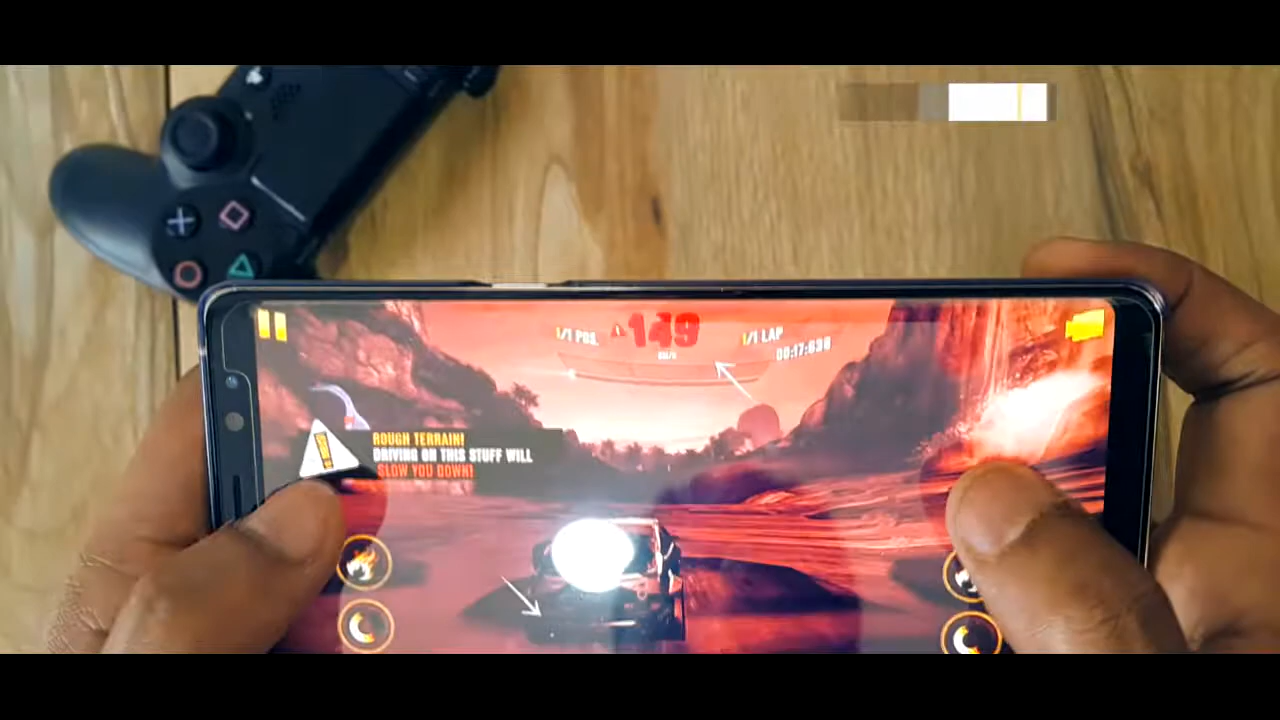 1/1 POS.
149
KM/H
1/1 LAP
00:17:636
ROUGH TERRAIN!
DRIVING ON THIS STUFF WILL
SLOW YOU DOWN!